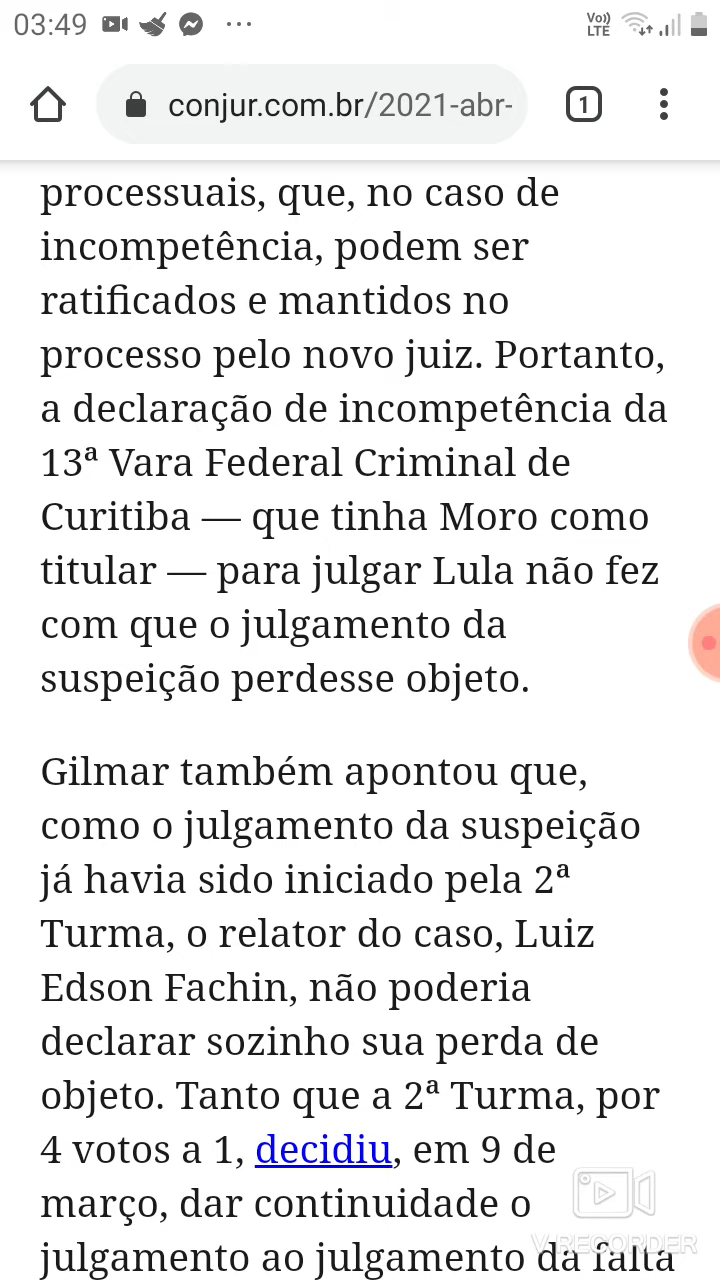 03:49
Vo))
LTE
conjur.com.br/2021-abr-
1
processuais, que, no caso de
incompetência, podem ser
ratificados e mantidos no
processo pelo novo juiz. Portanto,
a declaração de incompetência da
13ª Vara Federal Criminal de
Curitiba — que tinha Moro como
titular — para julgar Lula não fez
com que o julgamento da
suspeição perdesse objeto.
Gilmar também apontou que,
como o julgamento da suspeição
já havia sido iniciado pela 2ª
Turma, o relator do caso, Luiz
Edson Fachin, não poderia
declarar sozinho sua perda de
objeto. Tanto que a 2ª Turma, por
4 votos a 1, decidiu, em 9 de
março, dar continuidade o
julgamento ao julgamento da falta
V RECORDER